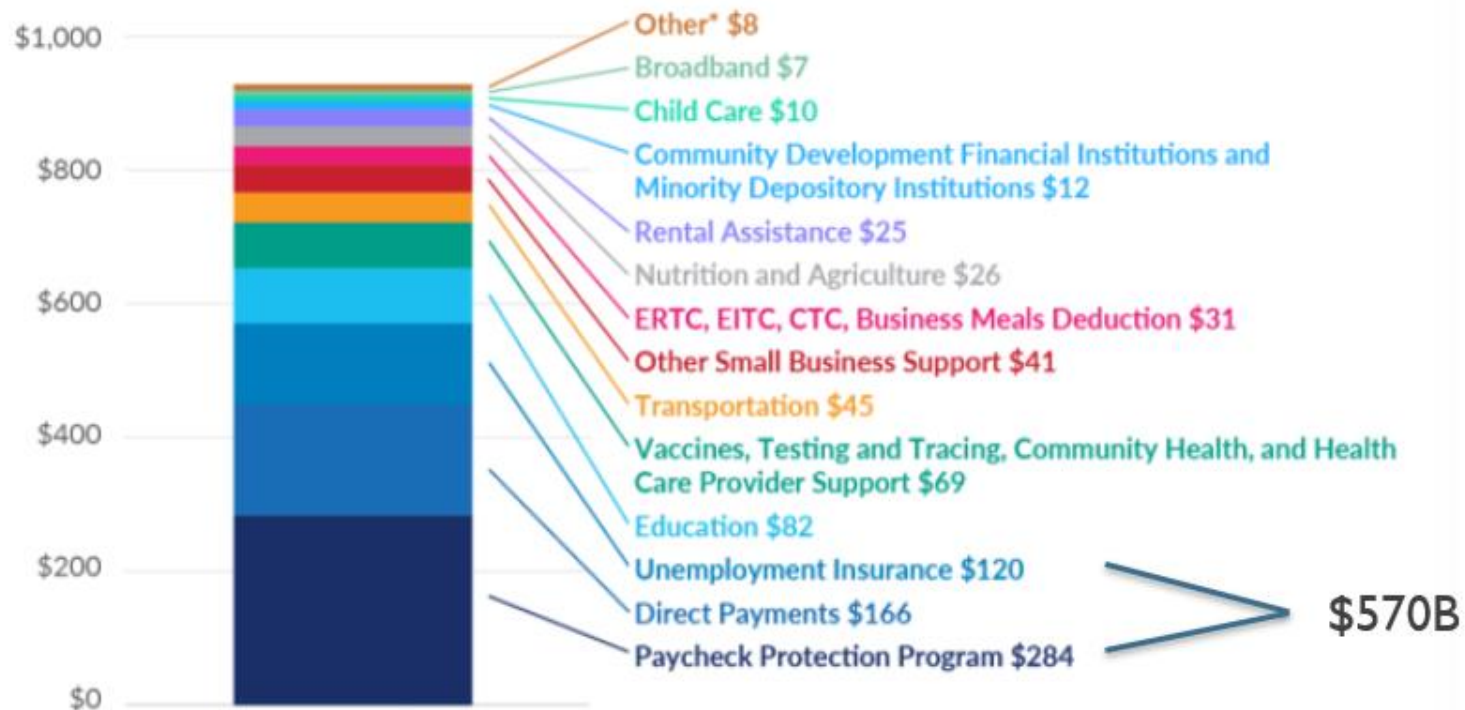 $1,000
$800
$600
$400
$200
$0
Other* $8
Broadband $7
Child Care $10
Community Development Financial Institutions and
Minority Depository Institutions $12
Rental Assistance $25
Nutrition and Agriculture $26
ERTC, EITC, CTC, Business Meals Deduction $31
Other Small Business Support $41
Transportation $45
Vaccines, Testing and Tracing, Community Health, and Health
Care Provider Support $69
Education $82
Unemployment Insurance $120
Direct Payments $166
Paycheck Protection Program $284
$570B